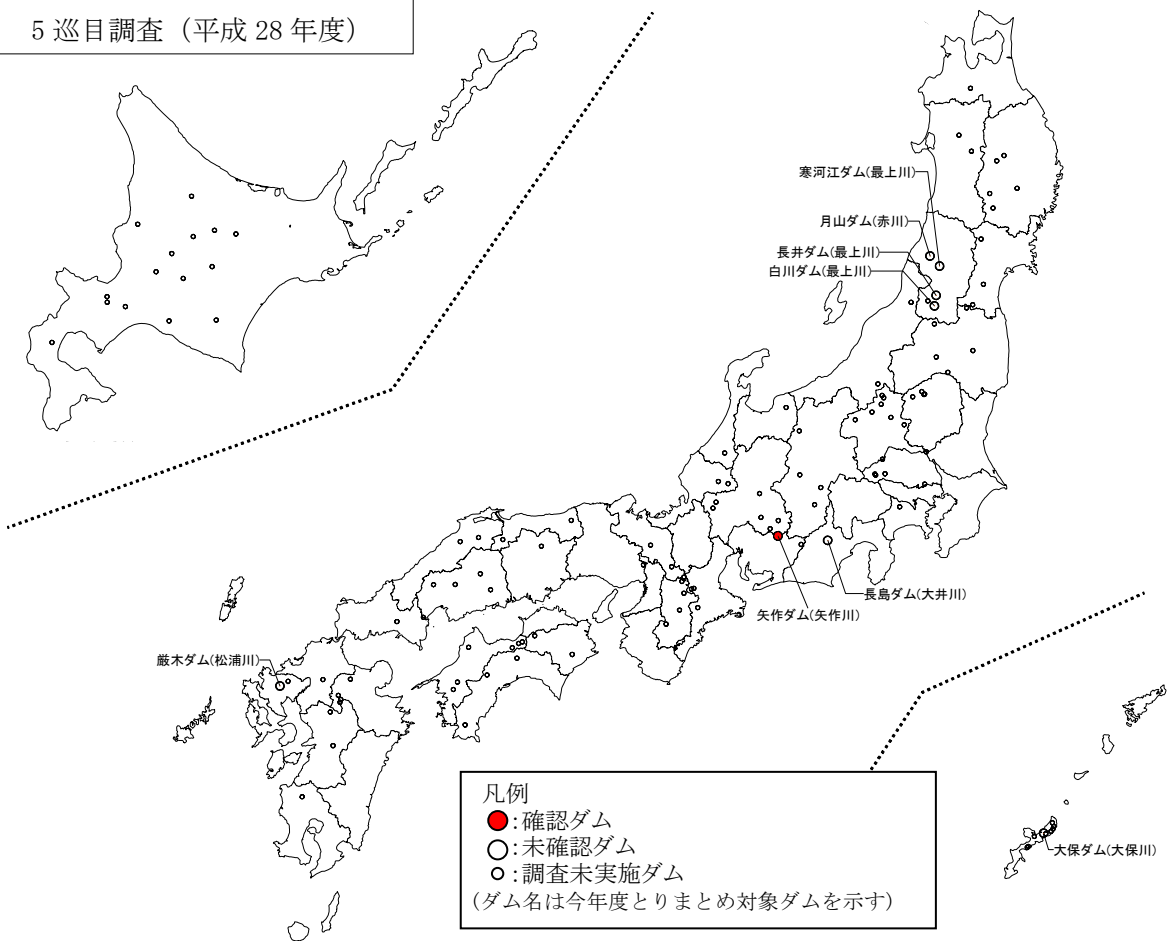 5 巡目調査（平成 28 年度）
寒河江ダム(最上川)
月山ダム(赤川)
長井ダム(最上川)
白川ダム(最上川)
長島ダム(大井川)
矢作ダム(矢作川)
厳木ダム(松浦川)
大保ダム(大保川)
凡例
:確認ダム
:未確認ダム
:調査未実施ダム
(ダム名は今年度とりまとめ対象ダムを示す)